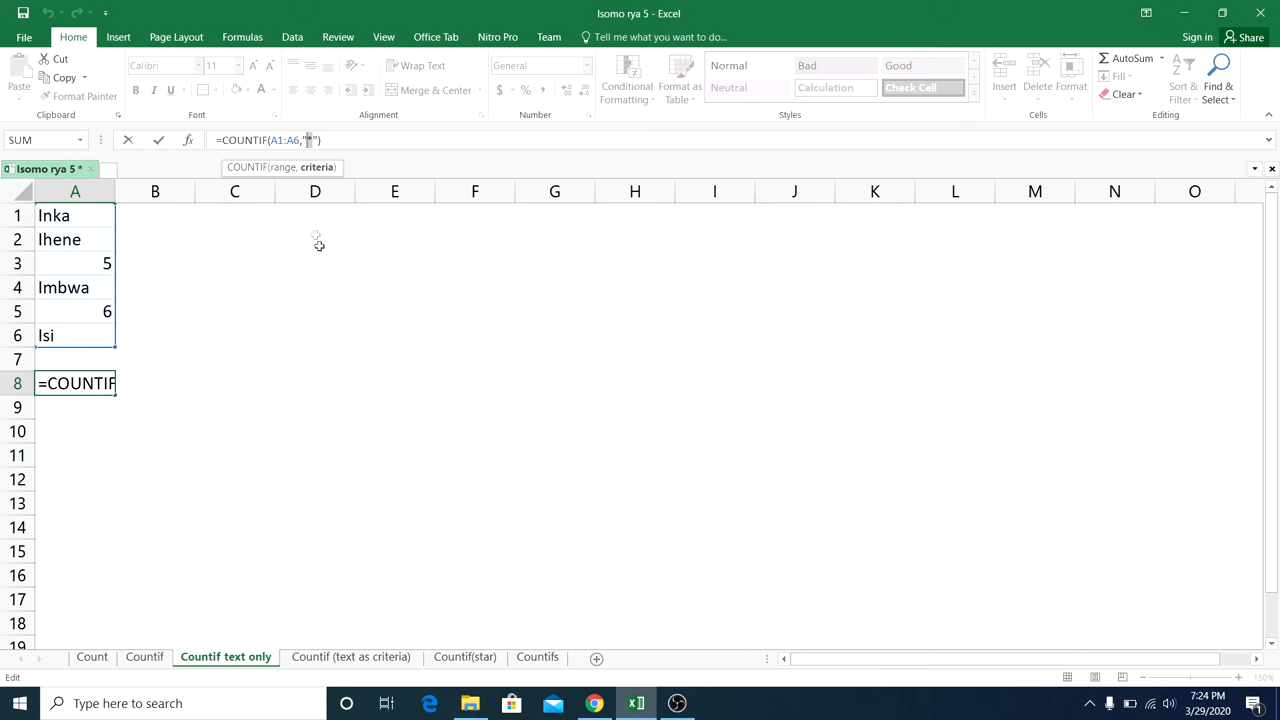 Isomo rya 5 - Excel
File Home Insert Page Layout Formulas Data Review View Office Tab Nitro Pro Team Tell me what you want to do... Sign in Share
Paste
Cut
Copy
Format Painter
Clipboard
Calibri 11
B I U
Font
Wrap Text
Merge & Center
Alignment
General
$ % ,
Number
Conditional Formatting
Format as Table
Normal Bad Good
Neutral Calculation Check Cell
Styles
Insert Delete Format
Cells
AutoSum
Fill
Clear
Sort & Filter
Find & Select
Editing
SUM =COUNTIF(A1:A6,"*")
Isomo rya 5 *
COUNTIF(range, criteria)
A B C D E F G H I J K L M N O
1 Inka
2 Ihene
3 5
4 Imbwa
5 6
6 Isi
7
8 =COUNTIF
9
10
11
12
13
14
15
16
17
18
19
Count Countif Countif text only Countif (text as criteria) Countif(star) Countifs
Edit 150%
Type here to search
7:24 PM
3/29/2020